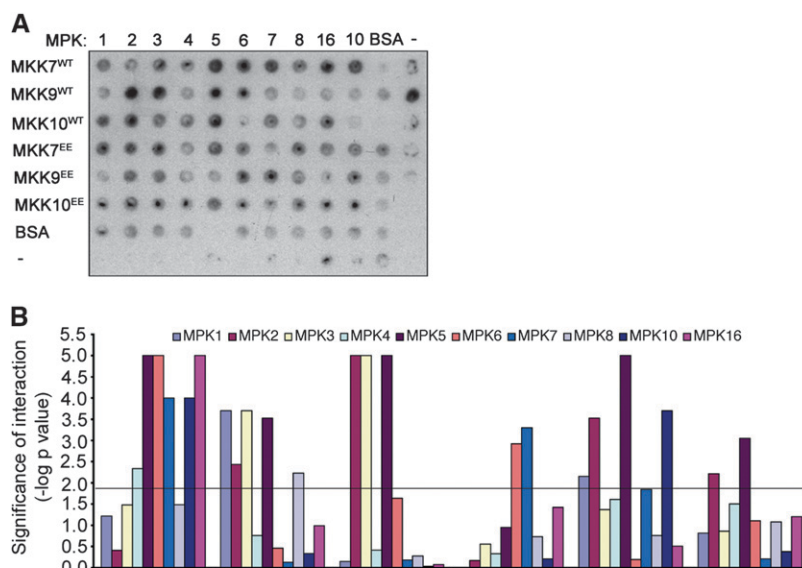 A
MPK: 1 2 3 4 5 6 7 8 16 10 BSA -
MKK7WT
MKK9WT
MKK10WT
MKK7EE
MKK9EE
MKK10EE
BSA
-
B
MPK1 MPK2 MPK3 MPK4 MPK5 MPK6 MPK7 MPK8 MPK10 MPK16
Significance of interaction
(-log p value)
5.5
5.0
4.5
4.0
3.5
3.0
2.5
2.0
1.5
1.0
0.5
0.0